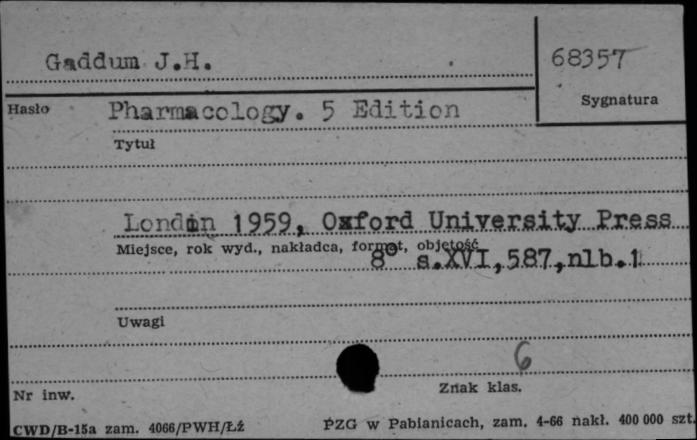 Gaddum J.H.
68357
Hasło
Sygnatura
Pharmacology. 5 Edition
Tytuł
London 1959, Oxford University Press
Miejsce, rok wyd., nakładca, format, objętość
8° s.XVI,587,nlb.1
Uwagi
6
Nr inw.
Znak klas.
CWD/B-15a zam. 4066/PWH/Łź
PZG w Pabianicach, zam. 4-66 nakł. 400 000 szt.